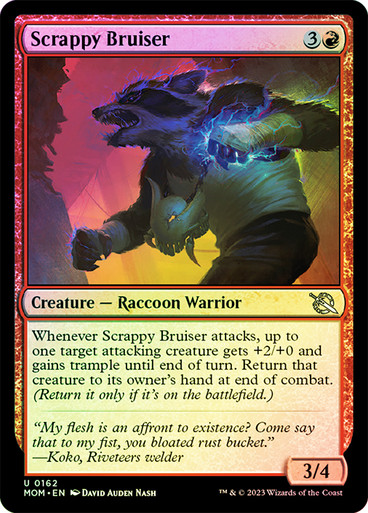 Scrappy Bruiser 3
Creature — Raccoon Warrior
Whenever Scrappy Bruiser attacks, up to
one target attacking creature gets +2/+0 and
gains trample until end of turn. Return that
creature to its owner's hand at end of combat.
(Return it only if it's on the battlefield.)
"My flesh is an affront to existence? Come say
that to my fist, you bloated rust bucket."
—Koko, Riveteers welder
3/4
U 0162
MOM • EN DAVID AUDEN NASH ™ & © 2023 Wizards of the Coast